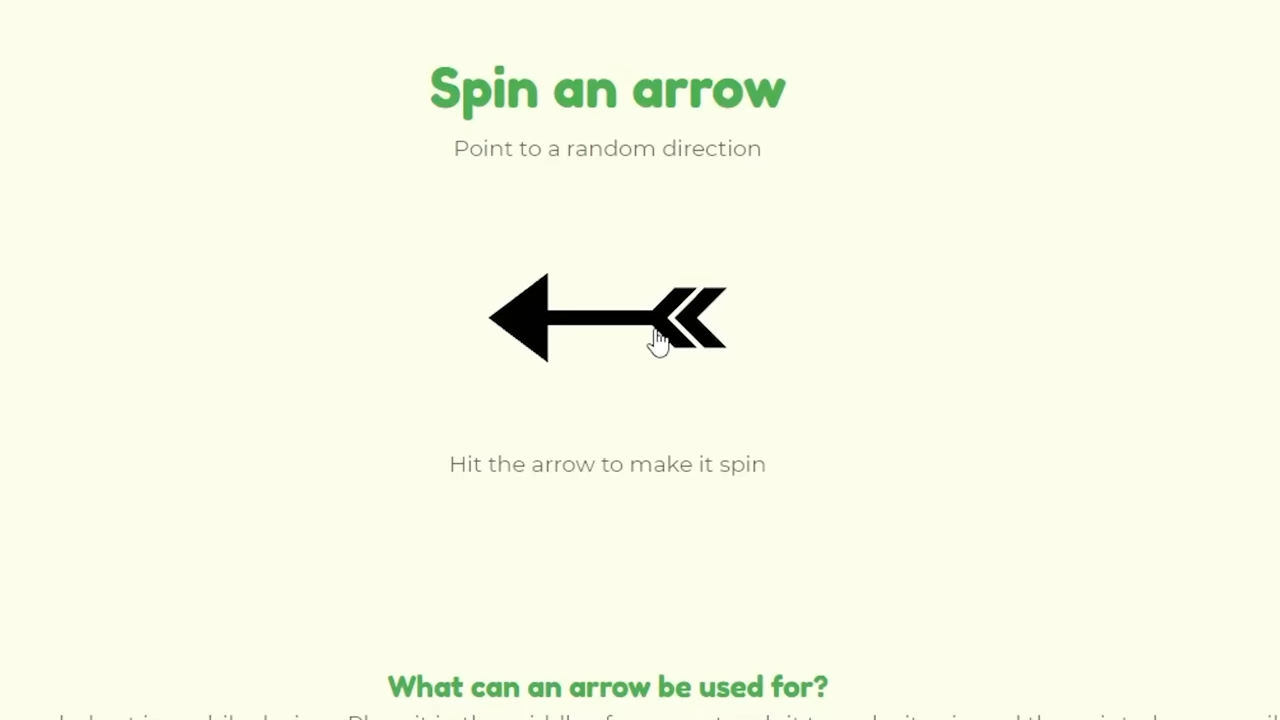 Spin an arrow
Point to a random direction
Hit the arrow to make it spin
What can an arrow be used for?